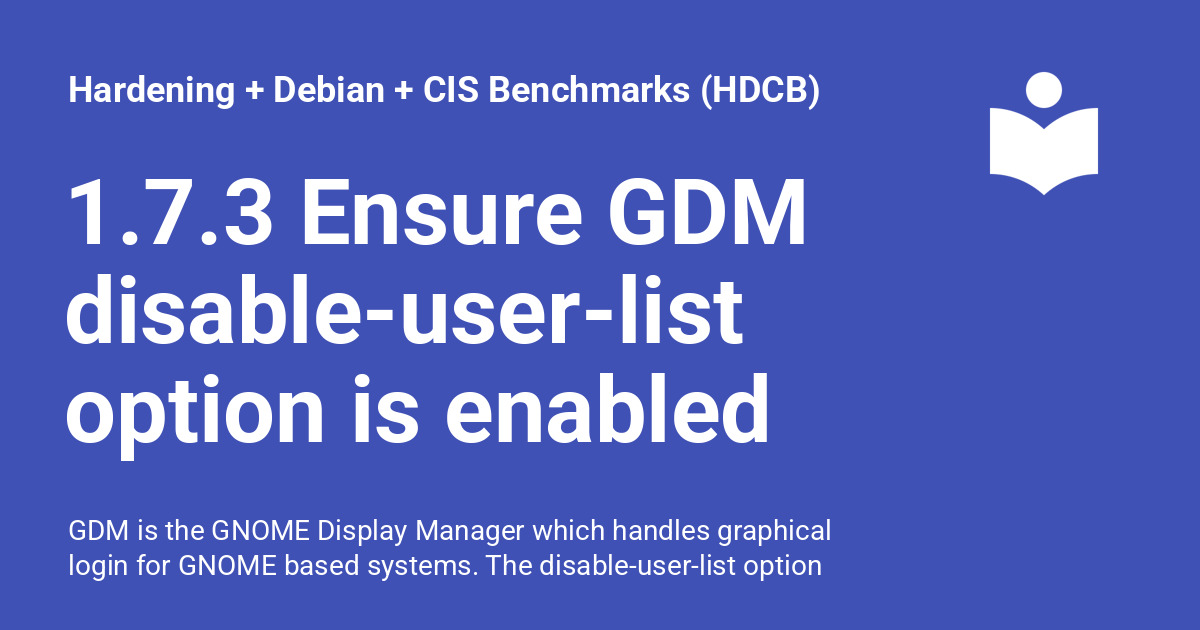 Hardening + Debian + CIS Benchmarks (HDCB)
1.7.3 Ensure GDM
disable-user-list
option is enabled
GDM is the GNOME Display Manager which handles graphical
login for GNOME based systems. The disable-user-list option